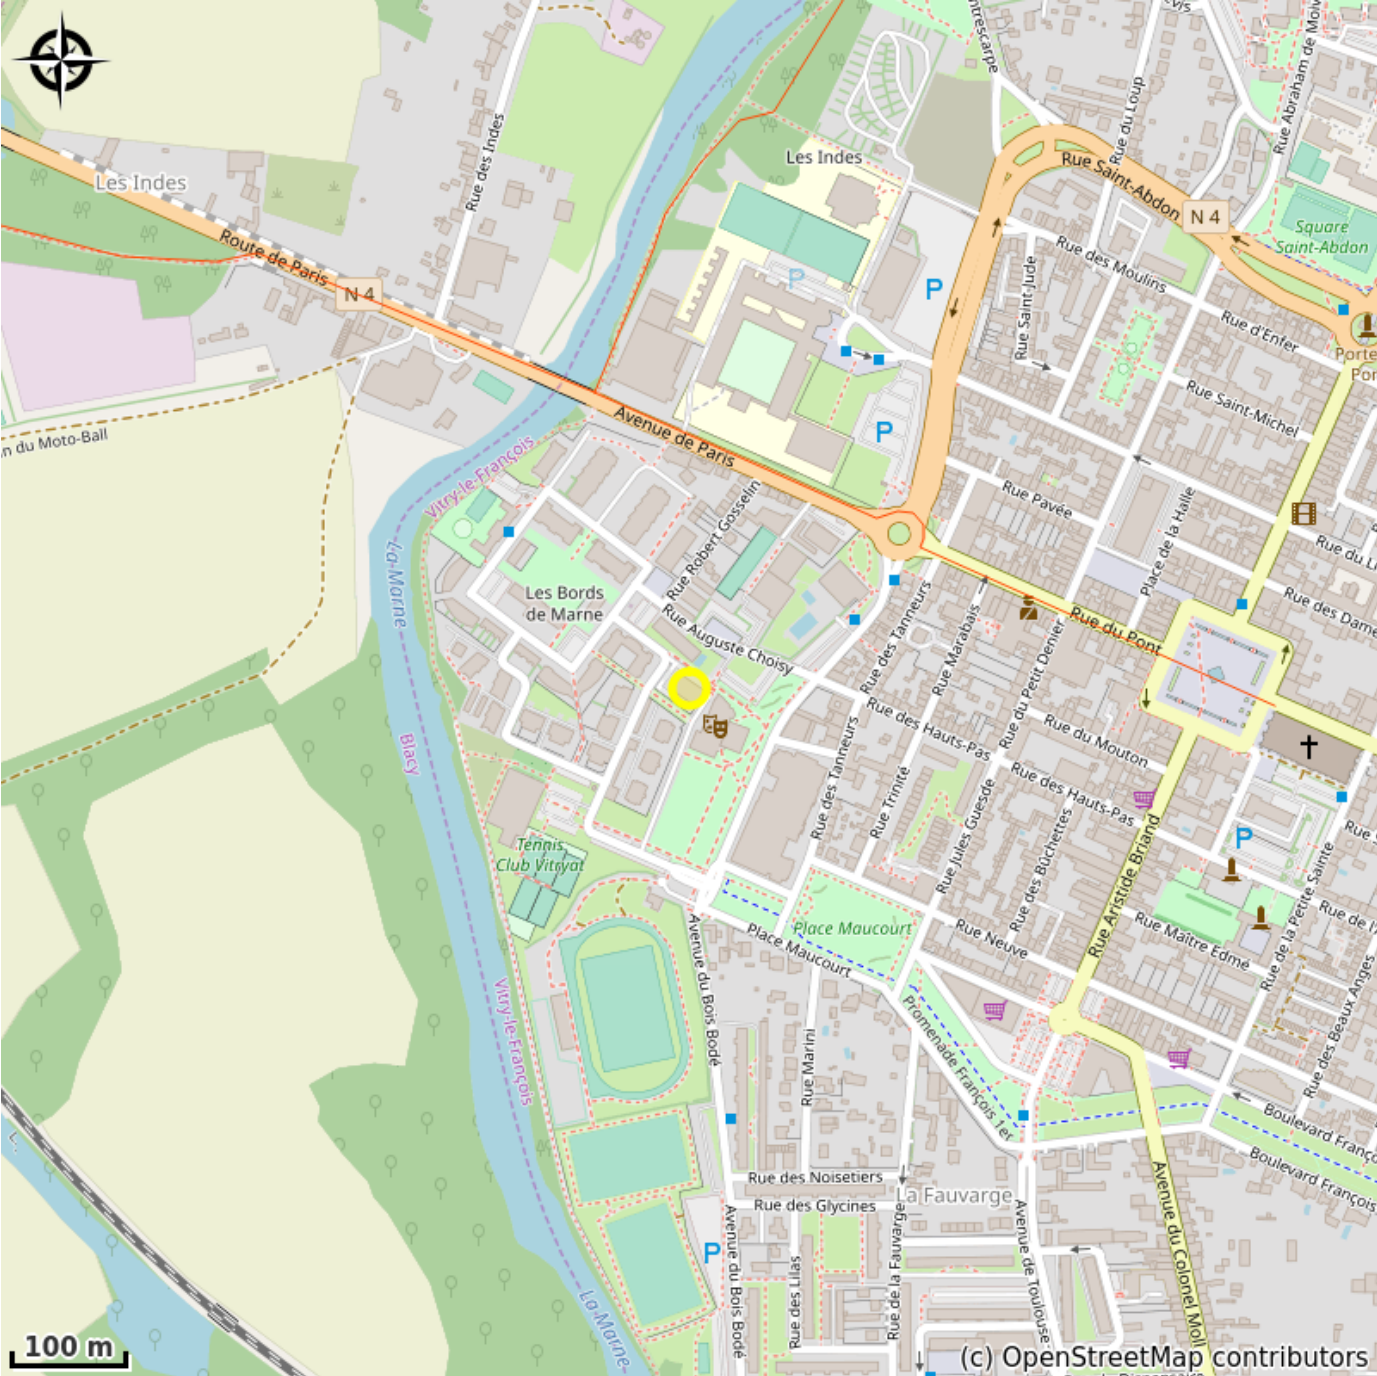 Les Indes
Les Indes
Rue des Indes
Route de Paris
N 4
Avenue de Paris
Rue Saint-Abdon
N 4
Rue du Loup
Square
Saint-Abdon
Rue des Moulins
Rue Saint-Jude
Rue d'Enfer
Rue Saint-Michel
Porte
P
P
P
n du Moto-Ball
Vitry-le-François
La Marne
Rue Robert Gosselin
Rue Pavée
Place de la Halle
Les Bords
de Marne
Rue Auguste Choisy
Rue des Tanneurs
Rue Marabais
Rue du Pont
Rue du Petit Denier
Rue des Hauts-Pas
Rue du Mouton
Rue des Hauts-Pas
Blacy
Rue des Tanneurs
Rue Trinité
Rue Jules Guesde
Rue des Bûchettes
Rue Aristide Briand
P
Tennis
Club Vitryat
Place Maucourt
Place Maucourt
Rue Neuve
Rue Maître Edmé
Rue de la Petite Sainte
Rue des Beaux Anges
Vitry-le-François
Avenue du Bois Bodé
Rue Marini
Promenade François 1er
Boulevard Franço
Boulevard François
Rue des Noisetiers
Rue des Glycines
La Fauvarge
Avenue du Bois Bodé
P
Rue des Lilas
Rue de la Fauvarge
Avenue de Toulouse
Avenue du Colonel Moll
La Marne
100 m
(c) OpenStreetMap contributors